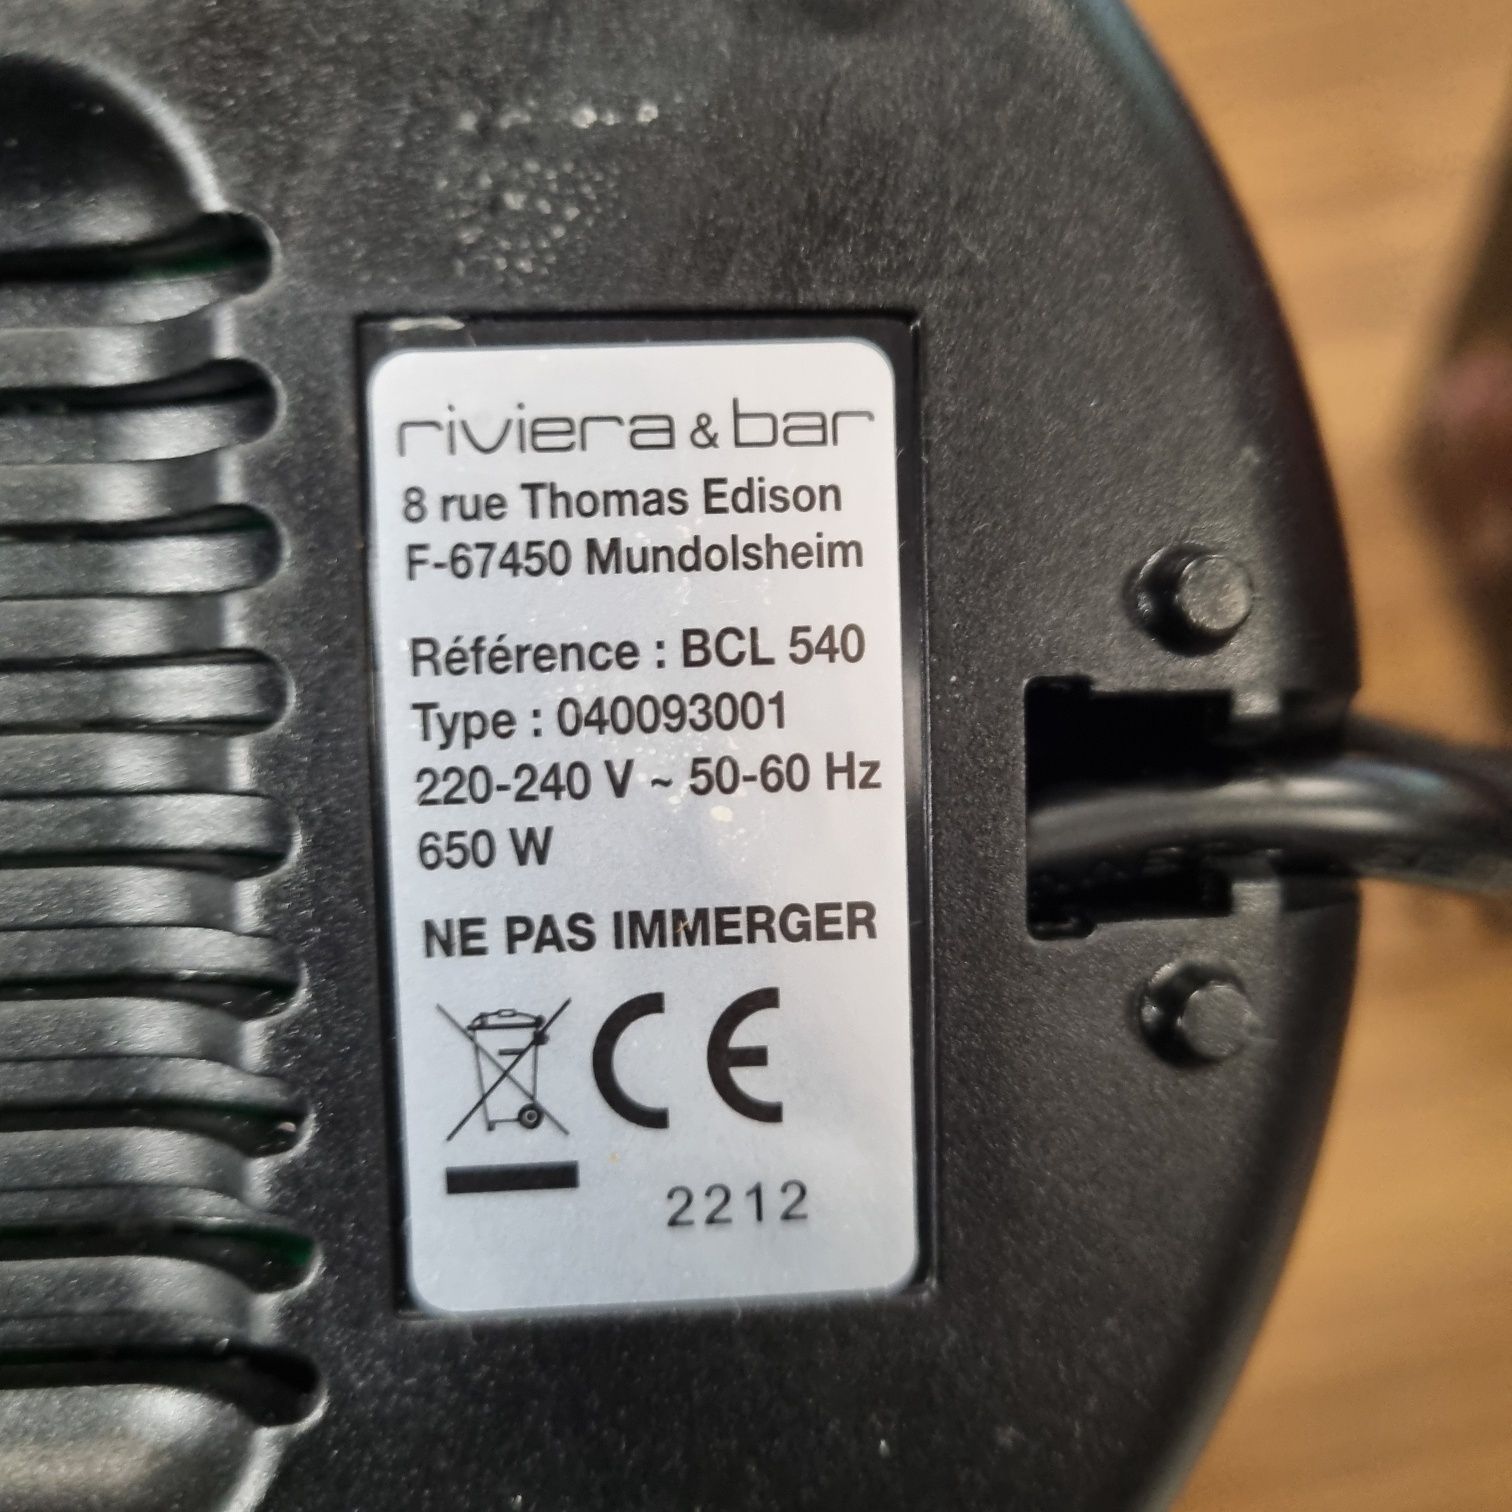 riviera & bar
8 rue Thomas Edison
F-67450 Mundolsheim
Référence : BCL 540
Type : 040093001
220-240 V ~ 50-60 Hz
650 W
NE PAS IMMERGER
CE
2212